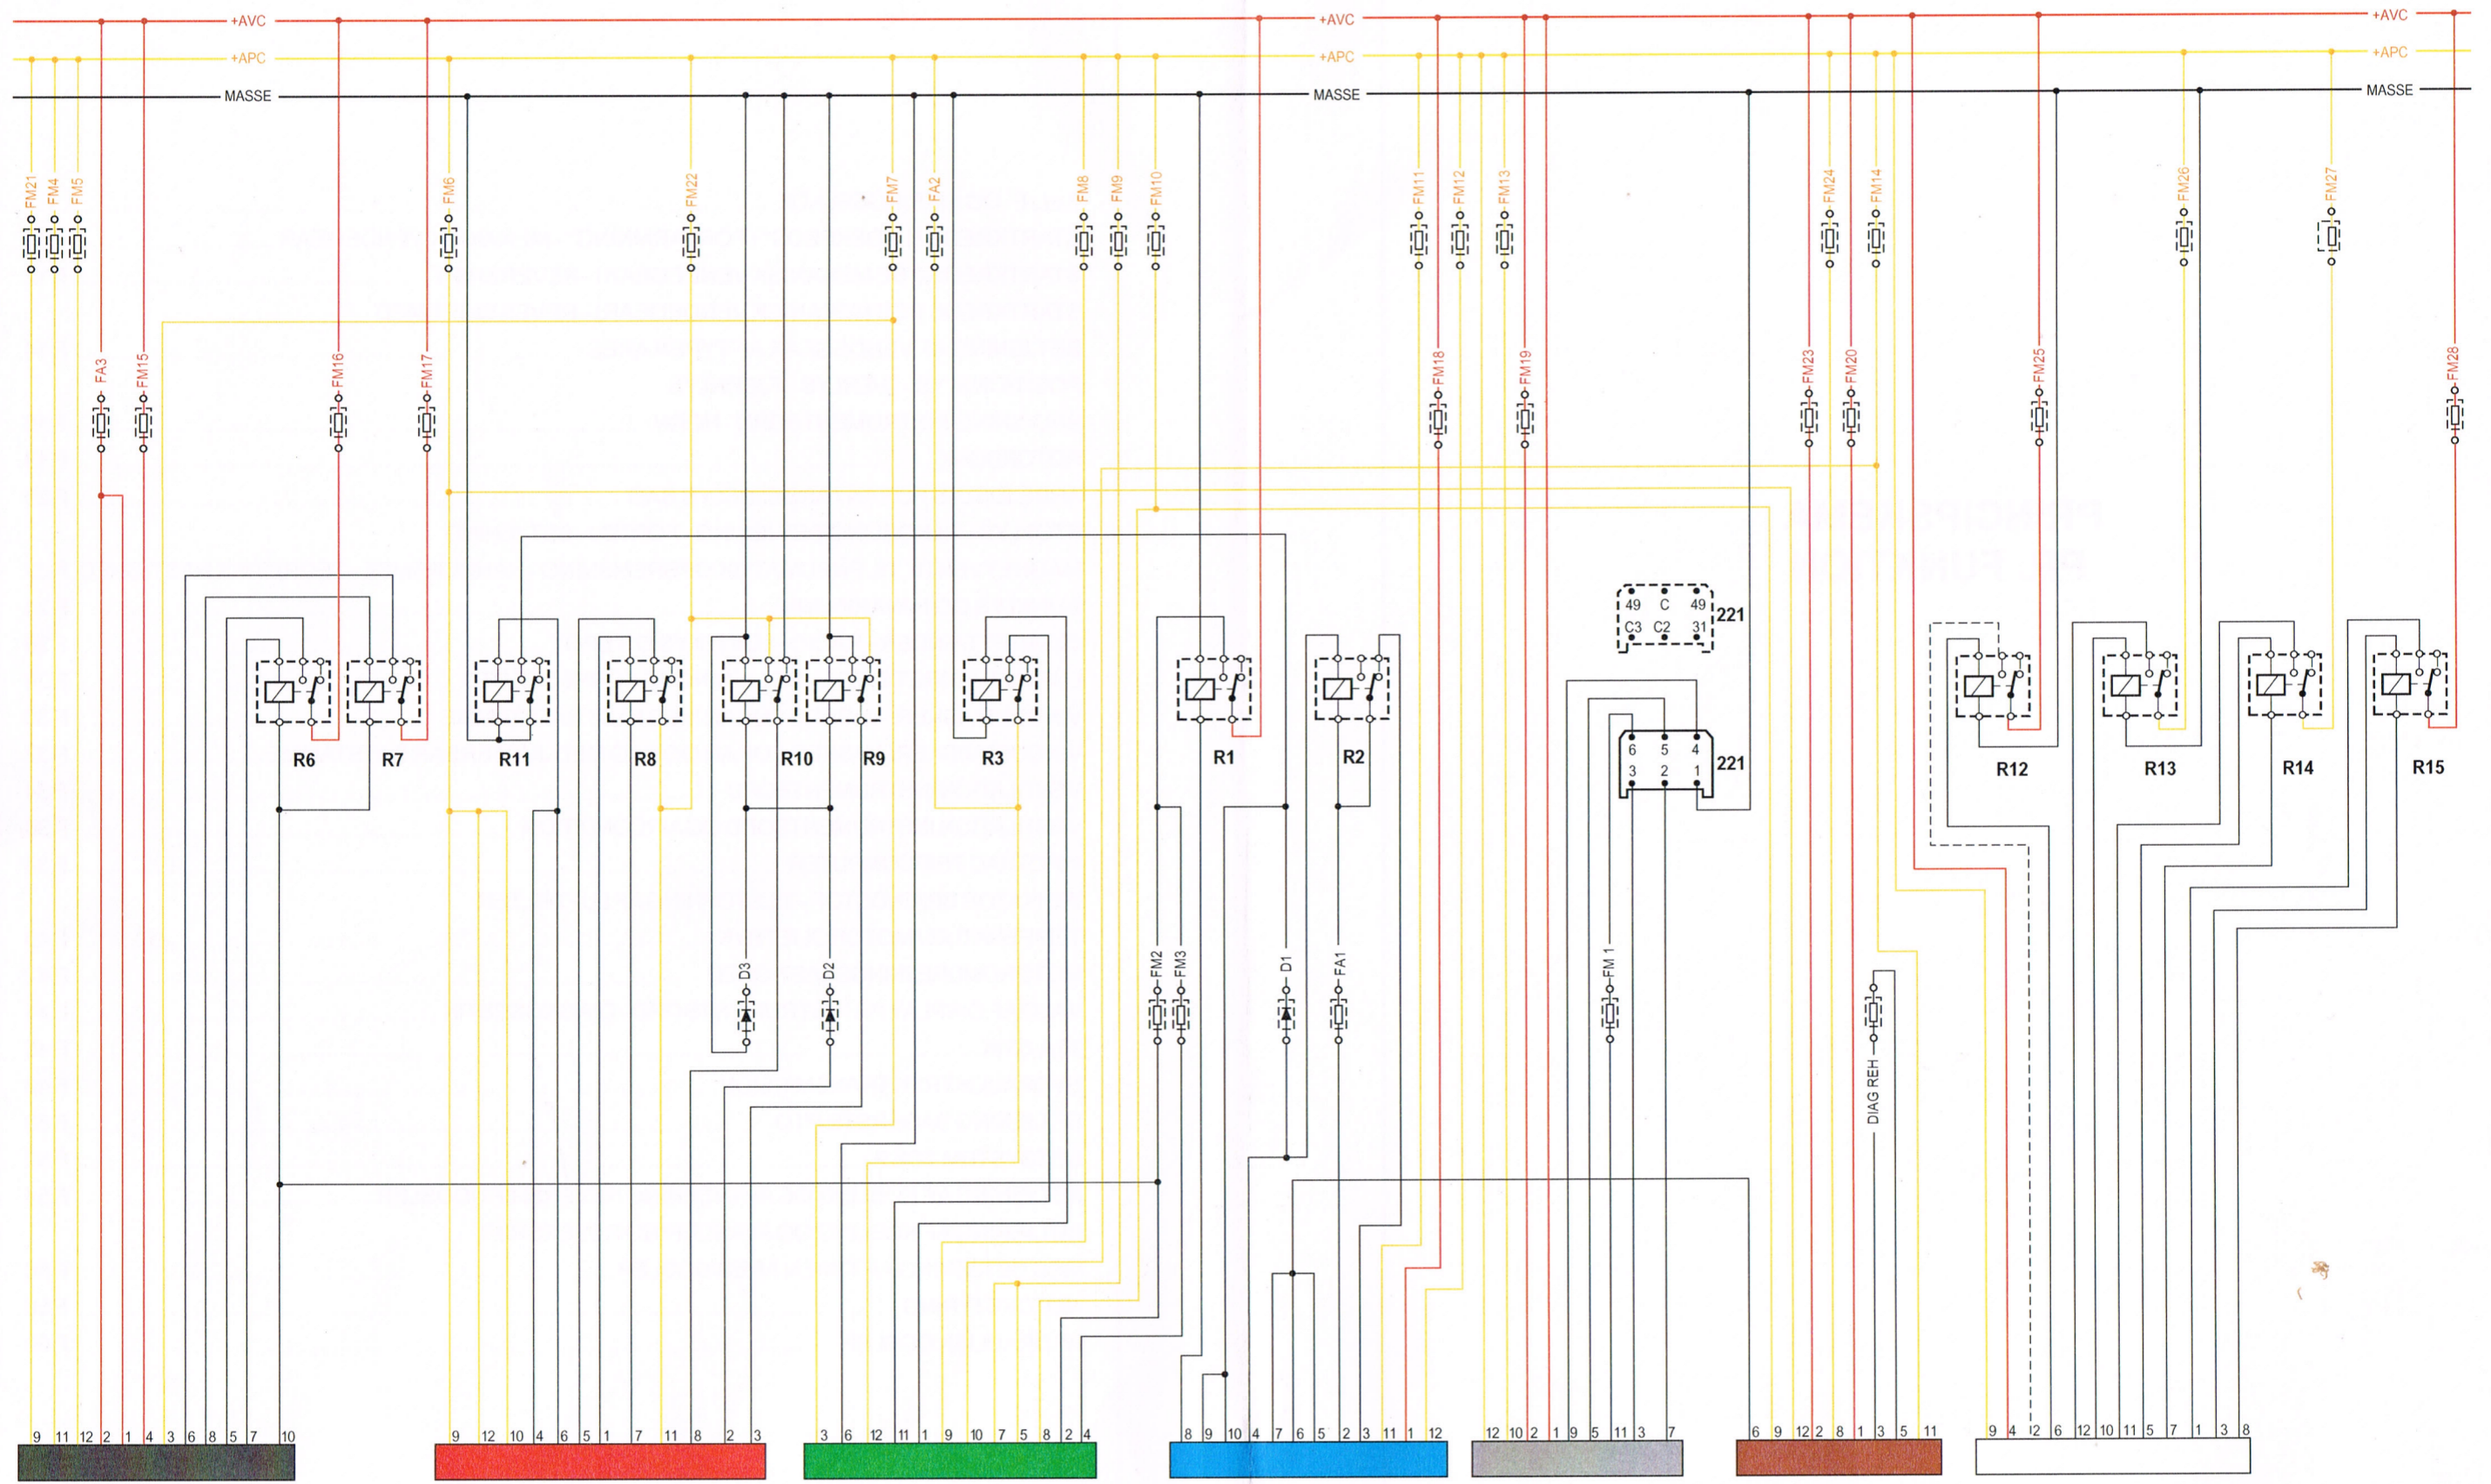 +AVC +AVC +AVC
+APC +APC +APC
MASSE MASSE MASSE
FM21 FM4 FM5 FM6 FM22 FM7 FA2 FM8 FM9 FM10 FM11 FM12 FM13 FM24 FM14 FM26 FM27
FA3 FM15 FM16 FM17 FM18 FM19 FM23 FM20 FM25 FM28
49 C 49
C3 C2 31
221
R6 R7 R11 R8 R10 R9 R3 R1 R2 R12 R13 R14 R15
6 5 4
3 2 1
221
D3 D2 FM2 FM3 D1 FA1 FM 1
DIAG REH
9 11 12 2 1 4 3 6 8 5 7 10
9 12 10 4 6 5 1 7 11 8 2 3
3 6 12 11 1 9 10 7 5 8 2 4
8 9 10 4 7 6 5 2 3 11 1 12
12 10 2 1 9 5 11 3 7
6 9 12 2 8 1 3 5 11
9 4 2 6 12 10 11 5 7 1 3 8